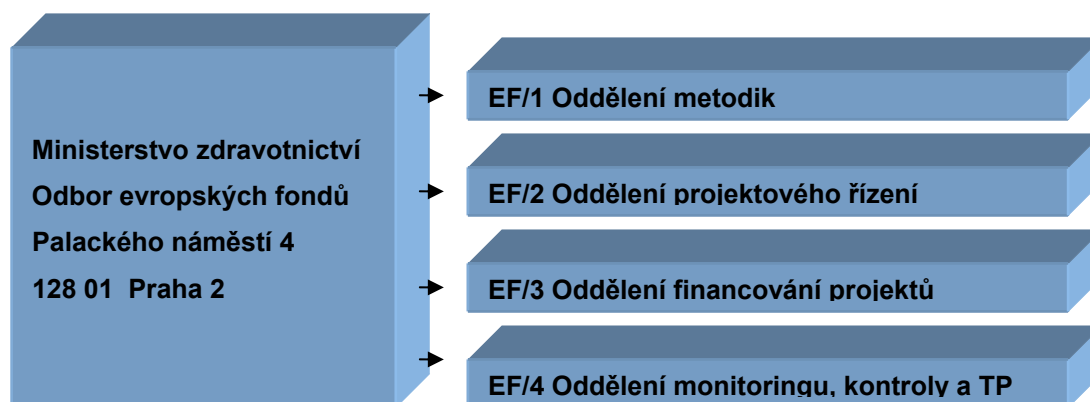 Ministerstvo zdravotnictví
Odbor evropských fondů
Palackého náměstí 4
128 01 Praha 2
EF/1 Oddělení metodik
EF/2 Oddělení projektového řízení
EF/3 Oddělení financování projektů
EF/4 Oddělení monitoringu, kontroly a TP